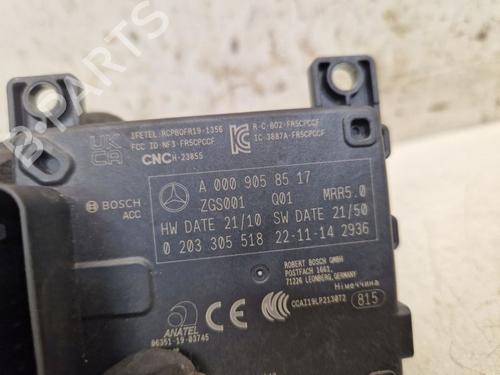 IFETEL: RCPBOFR19-1356
FCC ID: NF3-FR5CPCCF
CNC H-23855
R-C-BO2-FR5CPCCF
IC: 3887A-FR5CPCCF
UK
CA
BOSCH
ACC
A 000 905 85 17
ZGS001 Q01 MRR5.0
HW DATE 21/10 SW DATE 21/50
0 203 305 518 22-11-14 2936
ROBERT BOSCH GMBH
POSTFACH 1661,
71226 LEONBERG, GERMANY
Німеччина
ANATEL
06351-19-03745
CE
CCC
CCAI19LP2130T2
815
B-PARTS